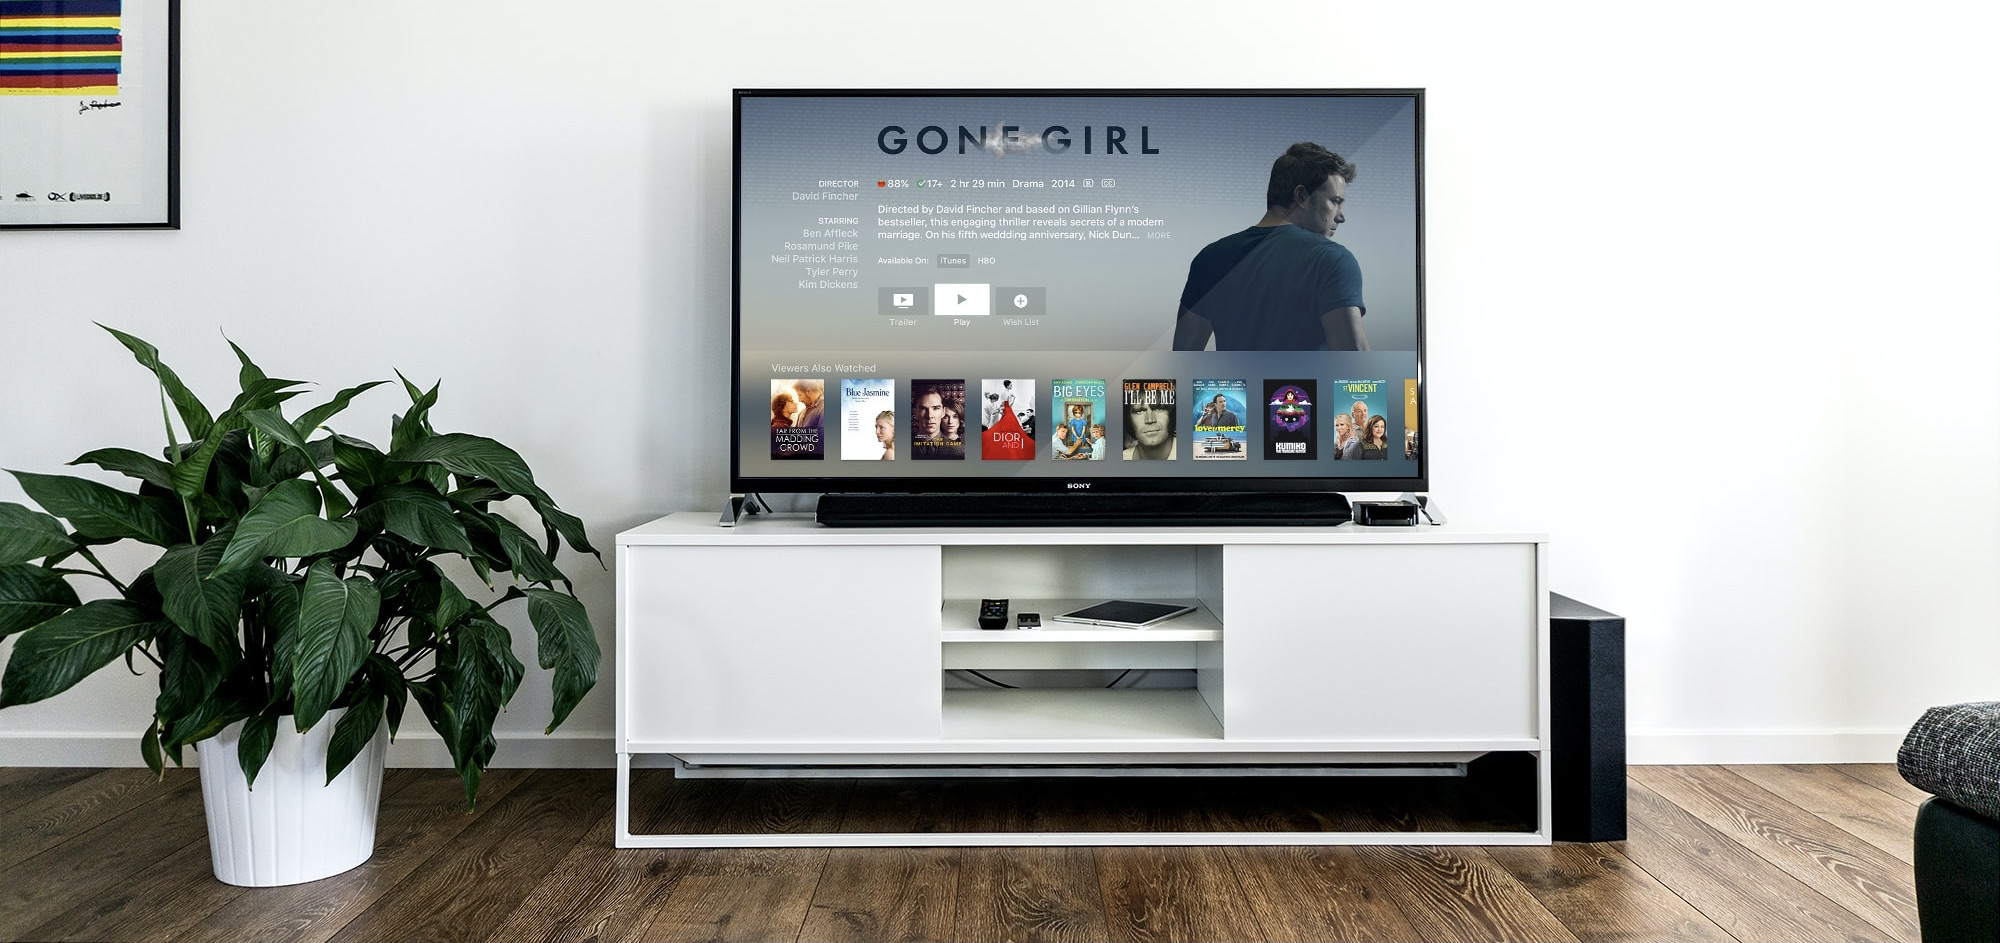 GONE GIRL
DIRECTOR
David Fincher
STARRING
Ben Affleck
Rosamund Pike
Neil Patrick Harris
Tyler Perry
Kim Dickens
88% 17+ 2 hr 29 min Drama 2014 R CC
Directed by David Fincher and based on Gillian Flynn's
bestseller, this engaging thriller reveals secrets of a modern
marriage. On his fifth weddding anniversary, Nick Dun... MORE
Available On: iTunes HBO
Trailer Play Wish List
Viewers Also Watched
FAR FROM THE
MADDING
CROWD
Blue Jasmine
IMITATION GAME
DIOR
AND I
BIG EYES
GLEN CAMPBELL
I'LL BE ME
love&mercy
KUMIKO
ST. VINCENT
S
A
SONY